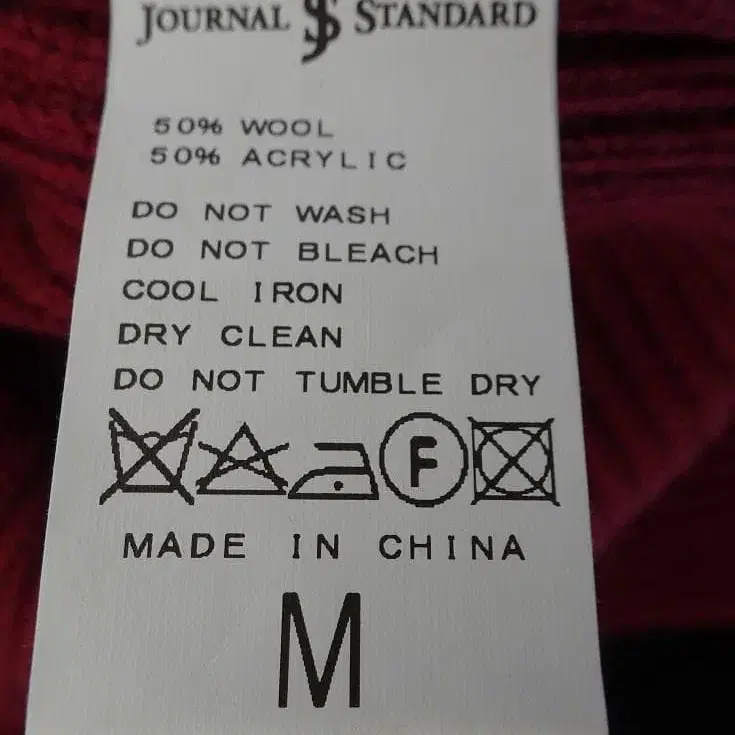 JOURNAL JS STANDARD
50% WOOL
50% ACRYLIC
DO NOT WASH
DO NOT BLEACH
COOL IRON
DRY CLEAN
DO NOT TUMBLE DRY
F
MADE IN CHINA
M